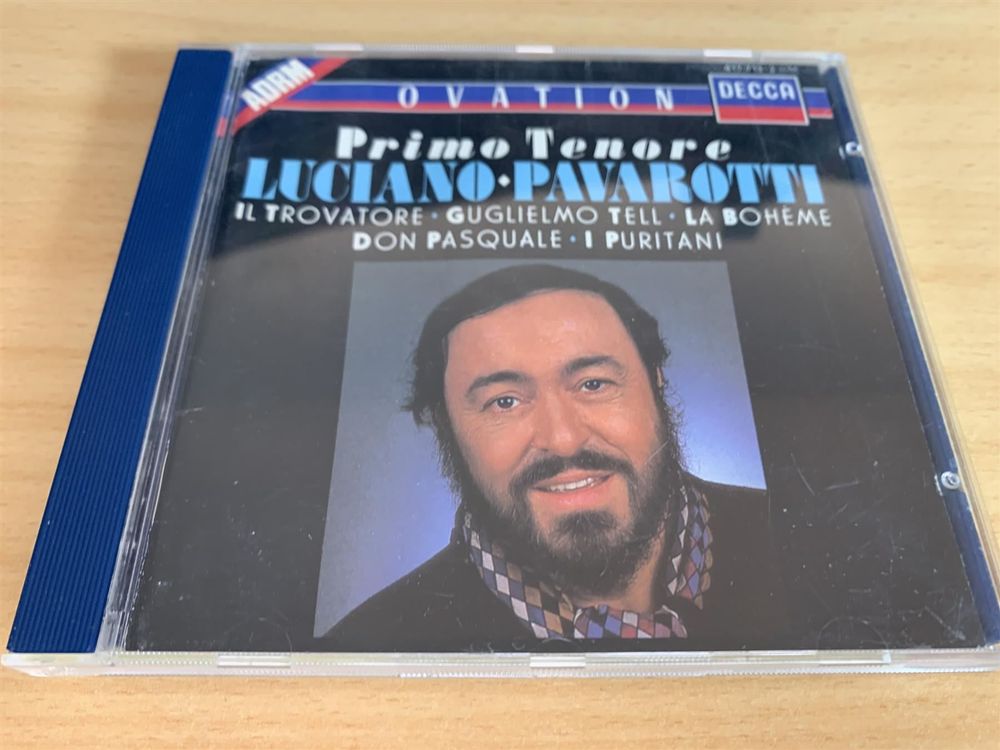 ADRM
OVATION
DECCA
Primo Tenore
LUCIANO • PAVAROTTI
IL TROVATORE • GUGLIELMO TELL • LA BOHÈME
DON PASQUALE • I PURITANI